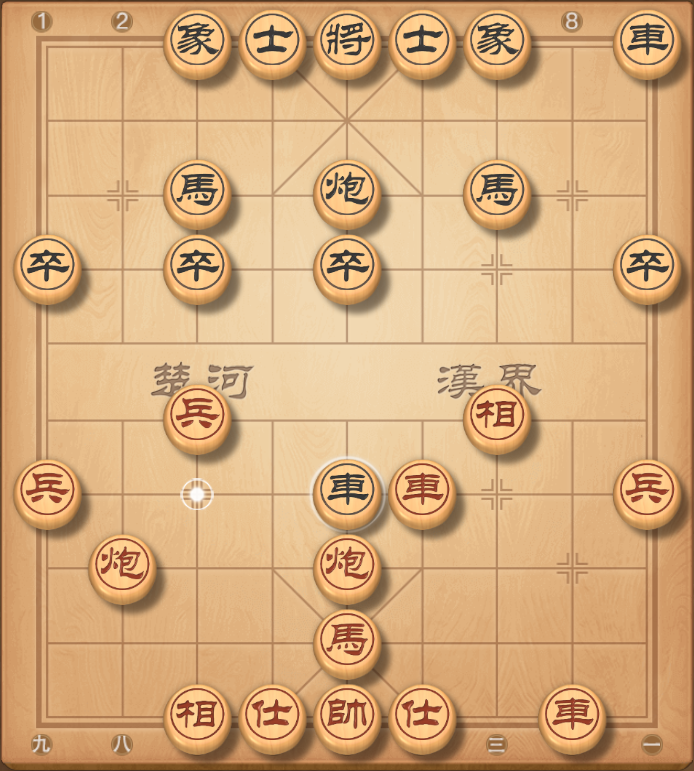 1 2 8
象 士 將 士 象 車
馬 炮 馬
卒 卒 卒 卒
楚河 漢界
兵 相
兵 車 車 兵
炮 炮
馬
相 仕 帥 仕 車
九 八 三 一